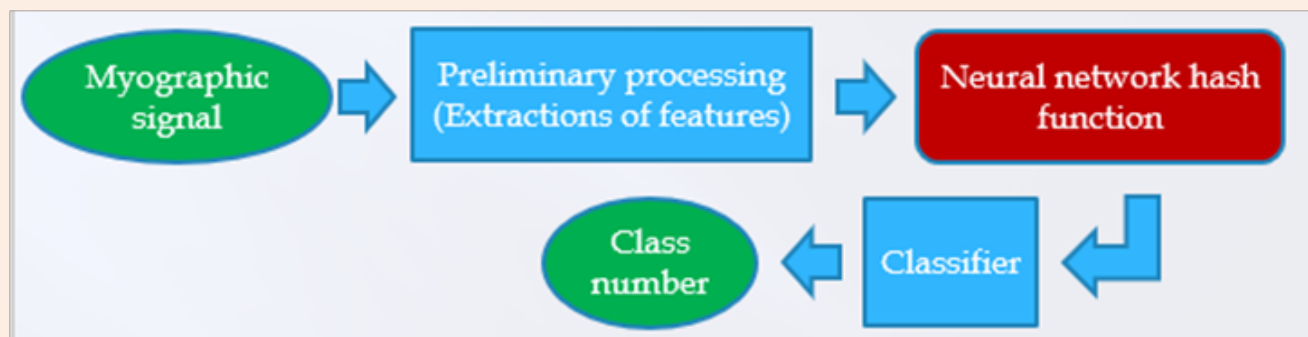 Myographic
signal
Preliminary processing
(Extractions of features)
Neural network hash
function
Classifier
Class
number